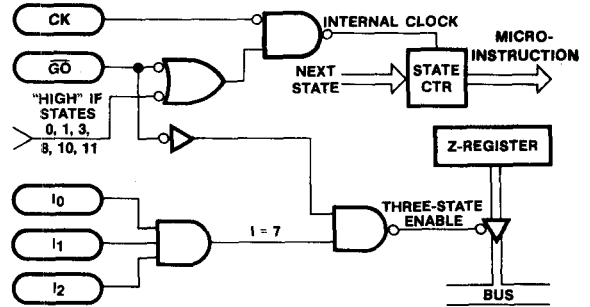 CK
INTERNAL CLOCK
MICRO-
INSTRUCTION
GO
NEXT
STATE
STATE
CTR
"HIGH" IF
STATES
0, 1, 3,
8, 10, 11
Z-REGISTER
I0
I1
I2
I = 7
THREE-STATE
ENABLE
BUS